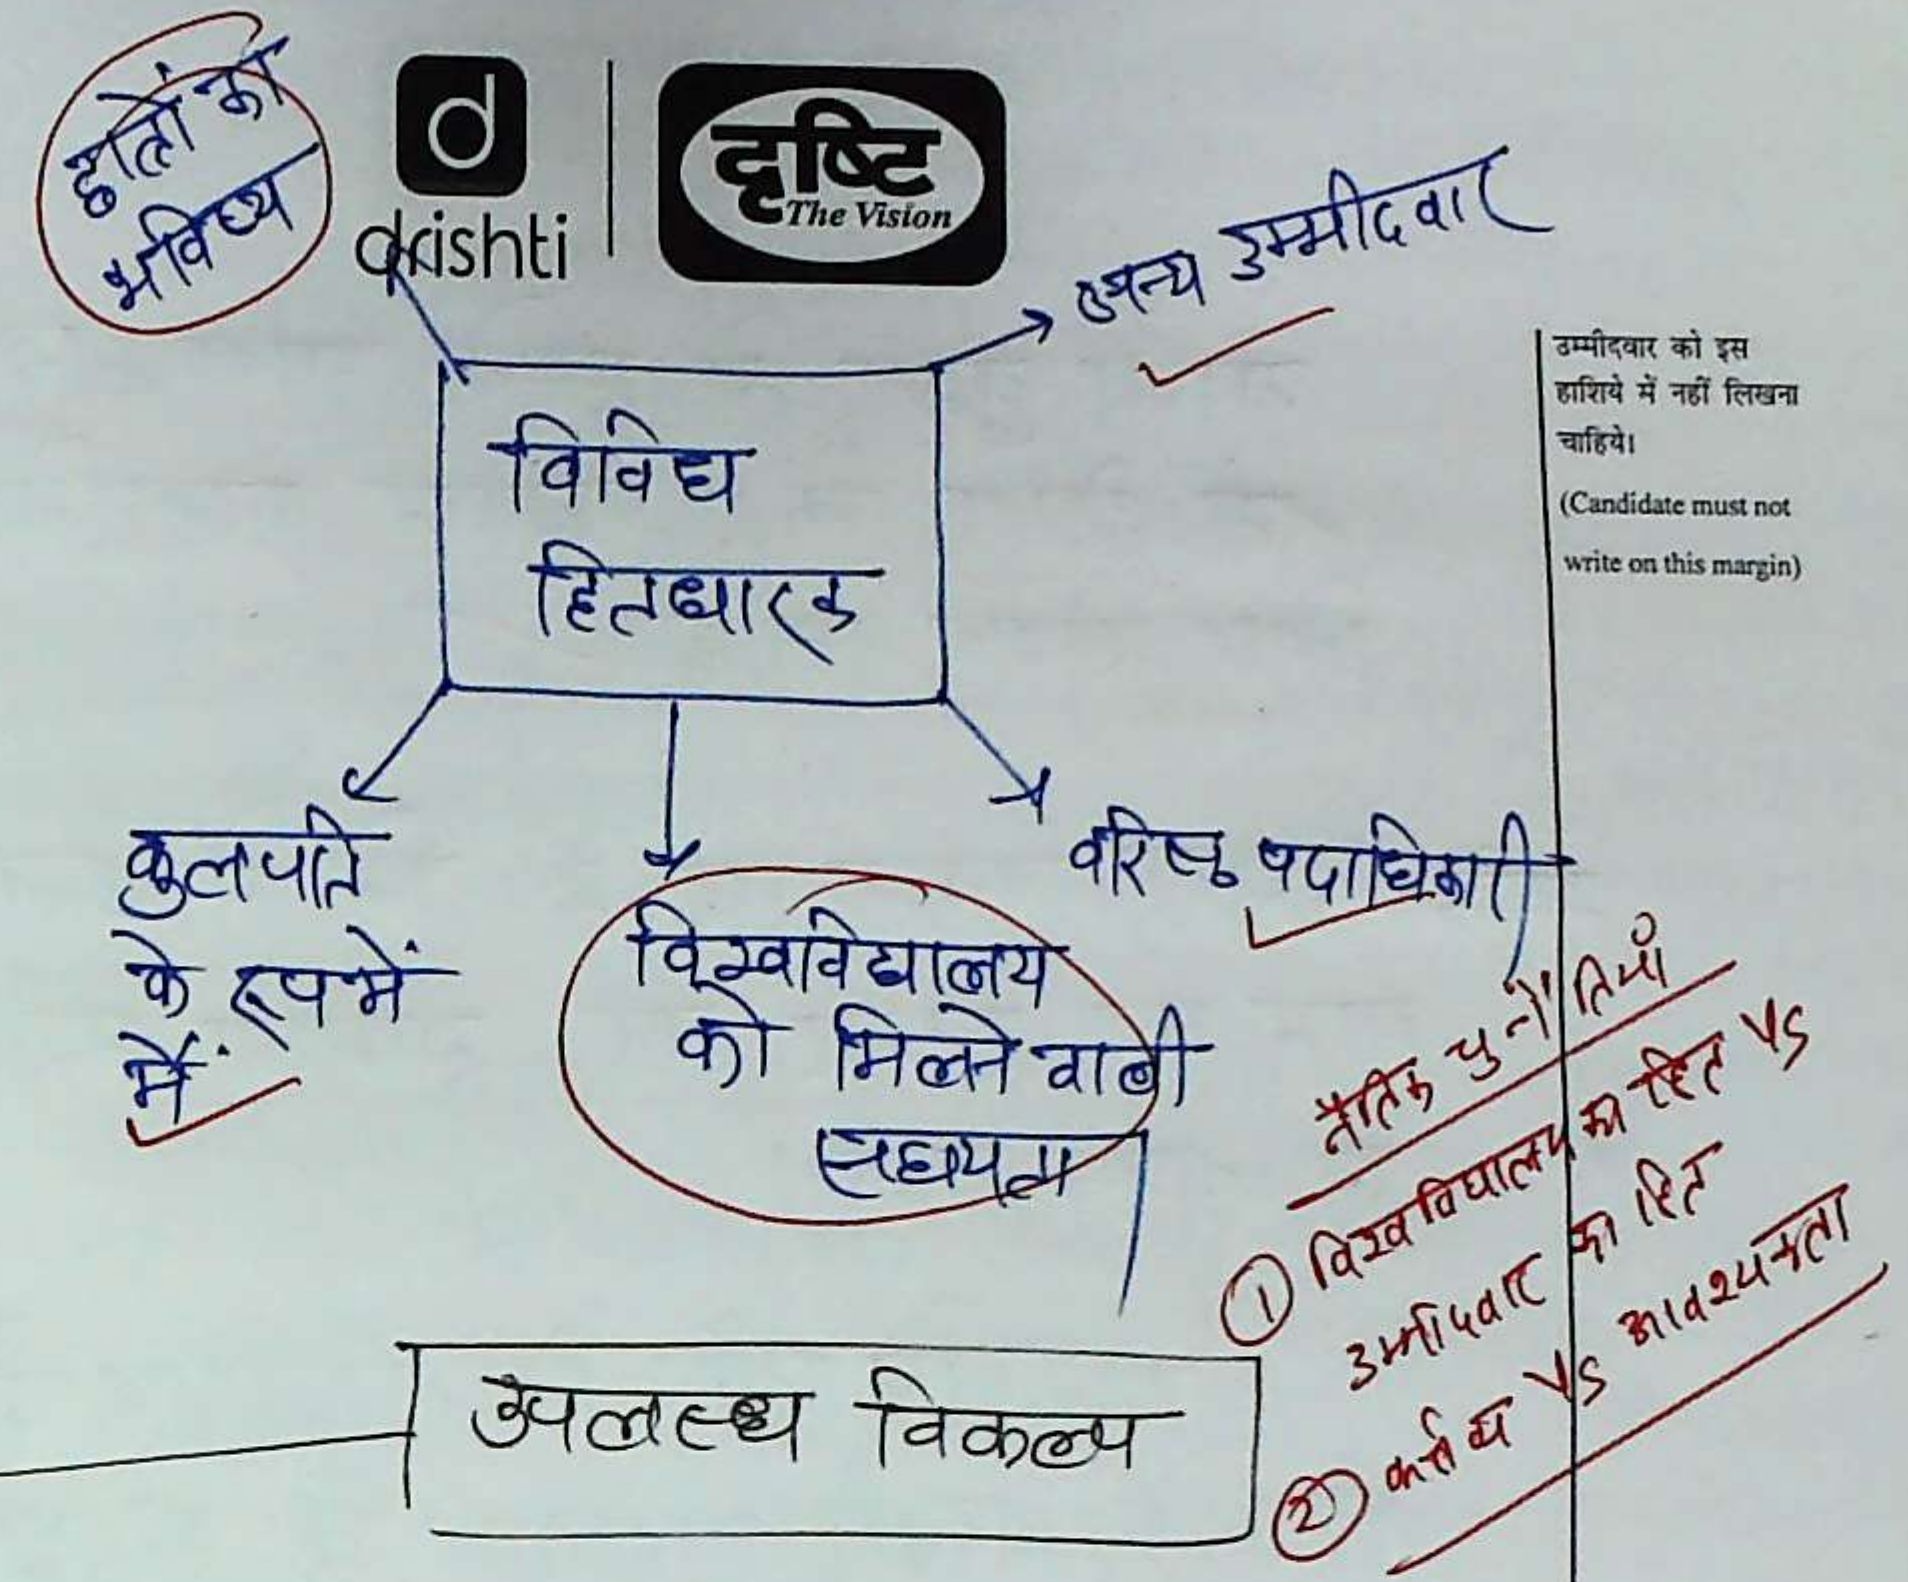 छात्रों का
भविष्य
drishti
दृष्टि
The Vision
अन्य उम्मीदवार
उम्मीदवार को इस
हाशिये में नहीं लिखना
चाहिये।
(Candidate must not
write on this margin)
विविध
हितधारक
कुलपति
के रूप में
मैं
विश्वविद्यालय
को मिलने वाली
सहायता
वरिष्ठ पदाधिकारी
नैतिक चुनौतियाँ
① विश्वविद्यालय का हित VS
उम्मीदवार का हित
② कर्त्तव्य VS आवश्यकता
उपलब्ध विकल्प